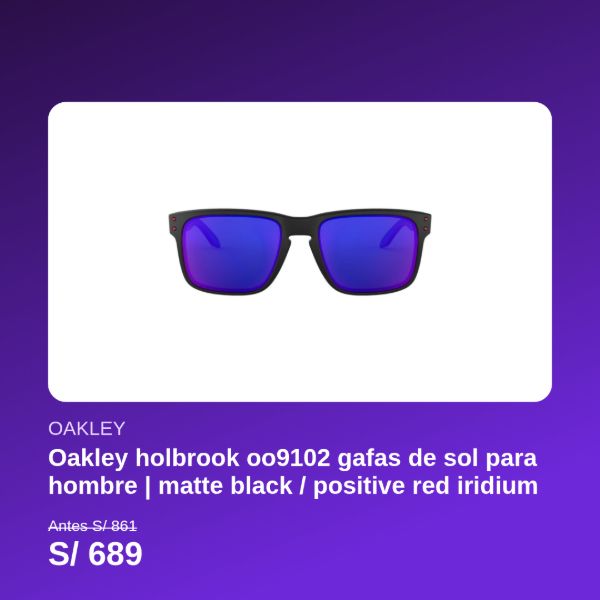 OAKLEY
Oakley holbrook oo9102 gafas de sol para
hombre | matte black / positive red iridium
Antes S/ 861
S/ 689